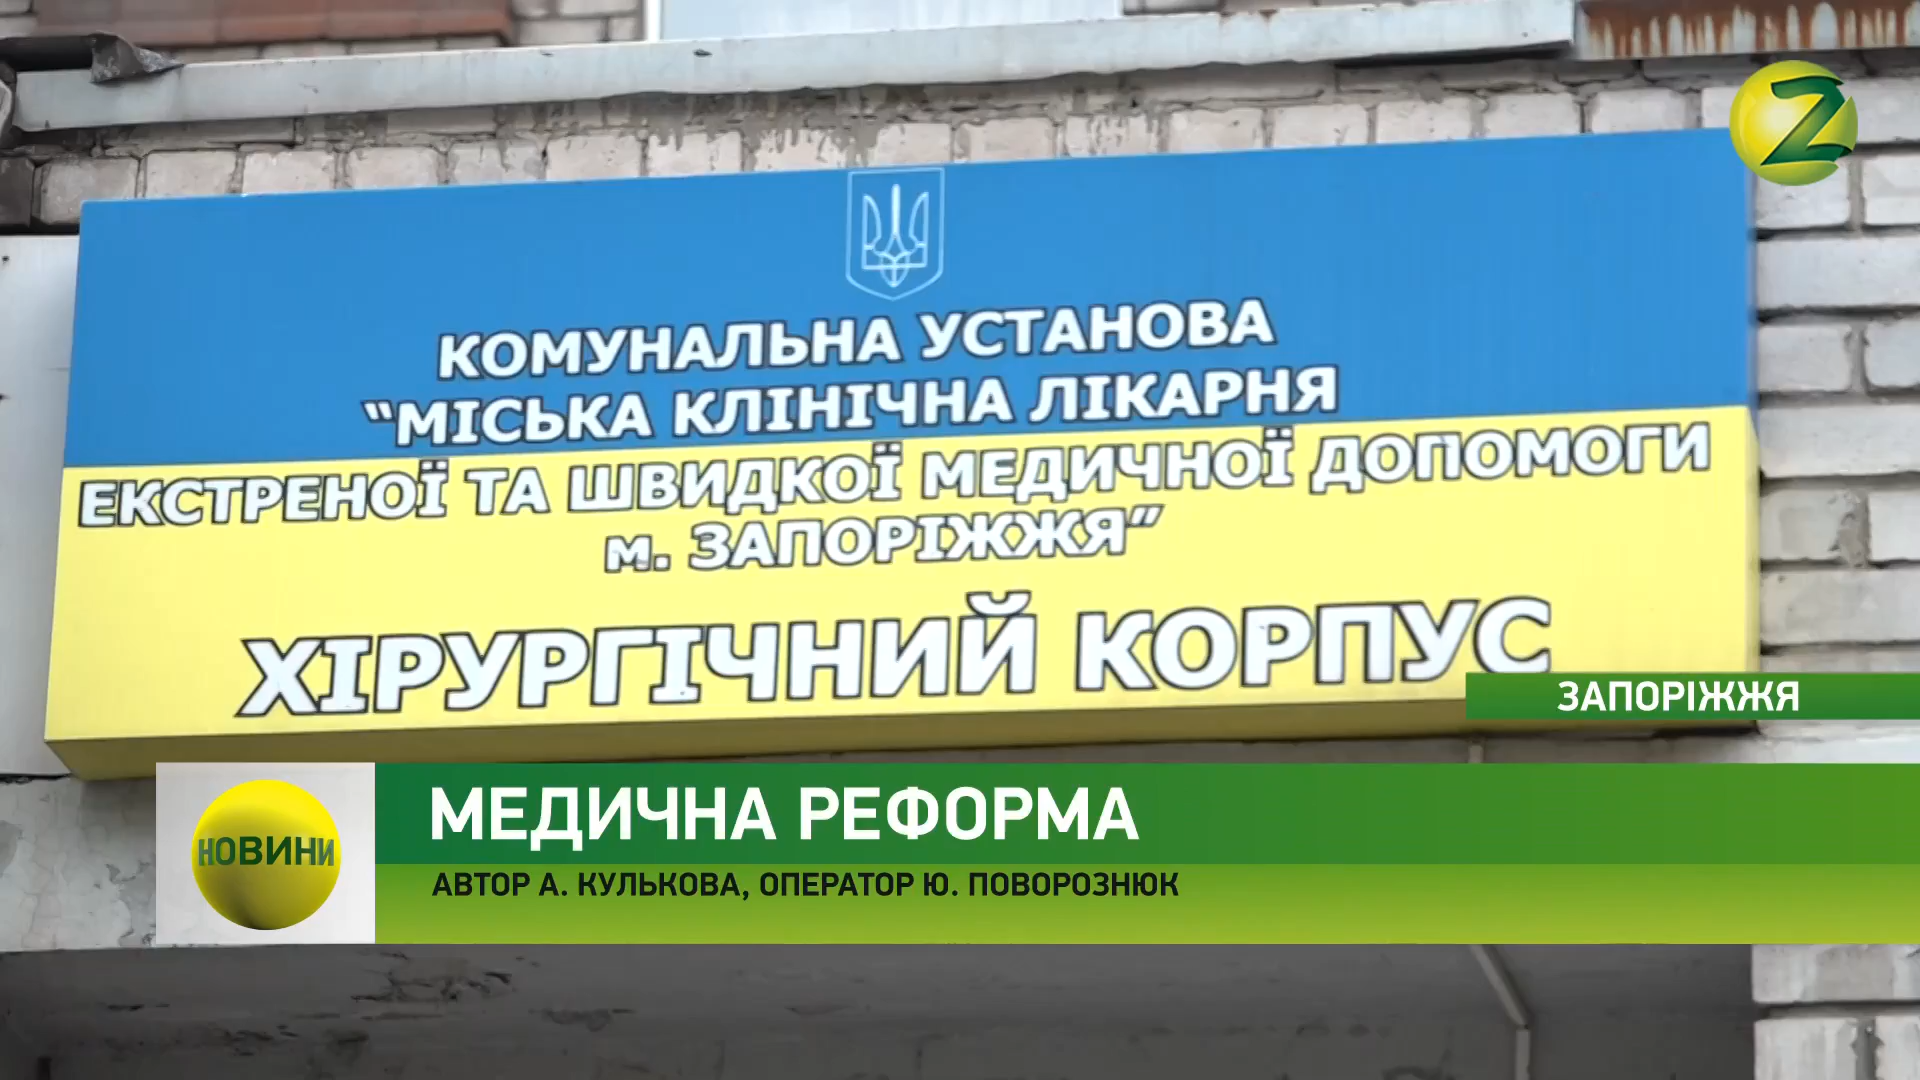 Z
КОМУНАЛЬНА УСТАНОВА
“МІСЬКА КЛІНІЧНА ЛІКАРНЯ
ЕКСТРЕНОЇ ТА ШВИДКОЇ МЕДИЧНОЇ ДОПОМОГИ
м. ЗАПОРІЖЖЯ”
ХІРУРГІЧНИЙ КОРПУС
ЗАПОРІЖЖЯ
НОВИНИ
МЕДИЧНА РЕФОРМА
АВТОР А. КУЛЬКОВА, ОПЕРАТОР Ю. ПОВОРОЗНЮК